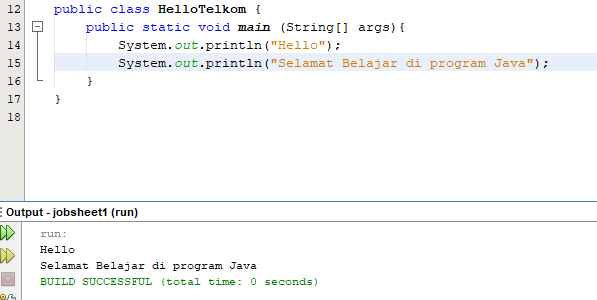 12 public class HelloTelkom {
13 public static void main (String[] args){
14 System.out.println("Hello");
15 System.out.println("Selamat Belajar di program Java");
16 }
17 }
18
Output - jobsheet1 (run)
run:
Hello
Selamat Belajar di program Java
BUILD SUCCESSFUL (total time: 0 seconds)